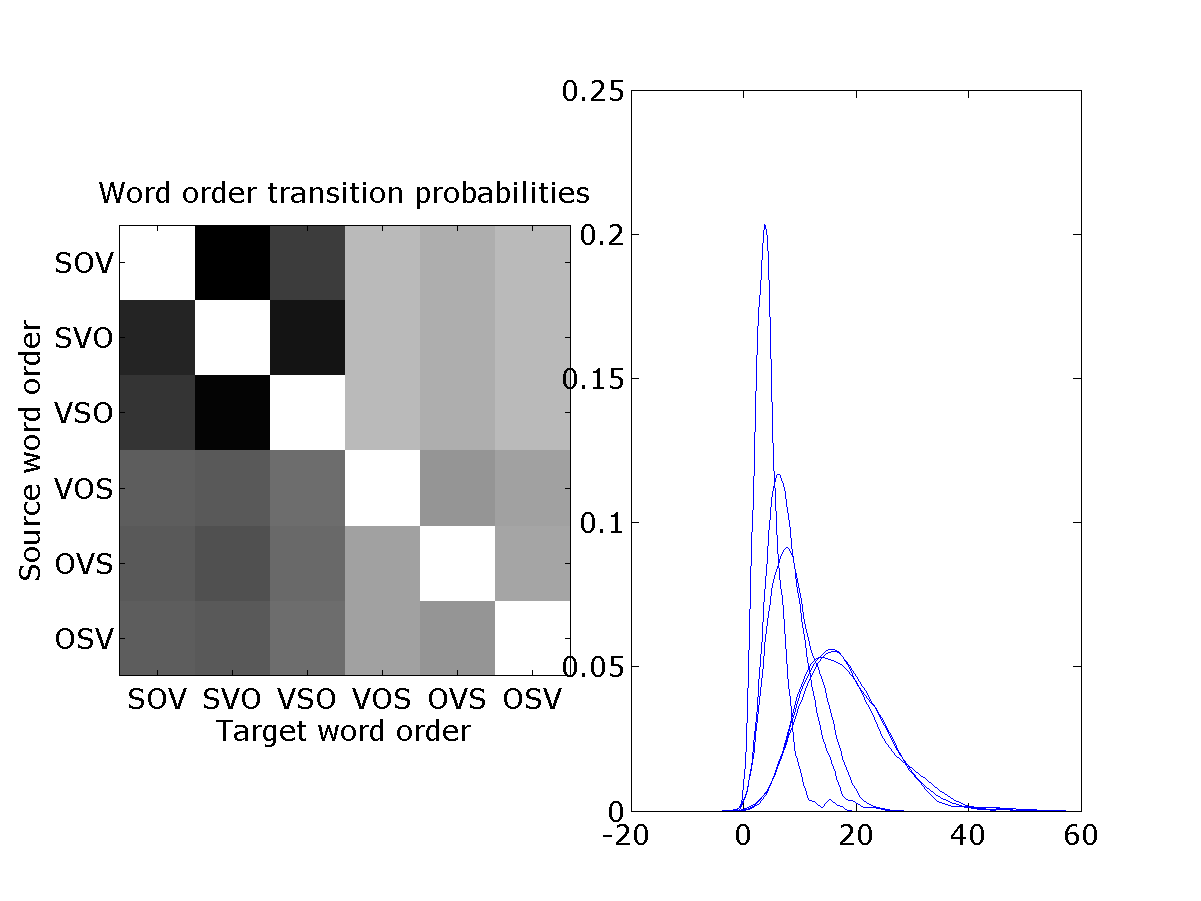 Word order transition probabilities
Source word order
SOV
SVO
VSO
VOS
OVS
OSV
SOV SVO VSO VOS OVS OSV
Target word order
0.25
0.2
0.15
0.1
0.05
0
-20 0 20 40 60